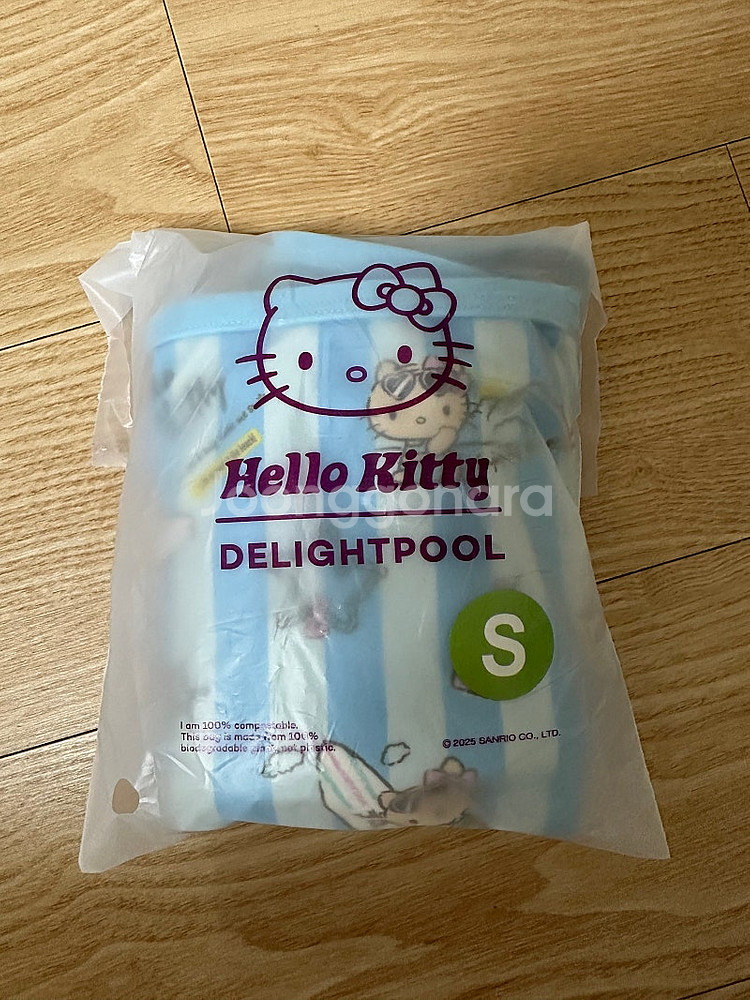 Hello Kitty
Joonggonara
DELIGHTPOOL
S
I am 100% compostable.
This bag is made from 100%
biodegradable plants, not plastic.
© 2025 SANRIO CO., LTD.